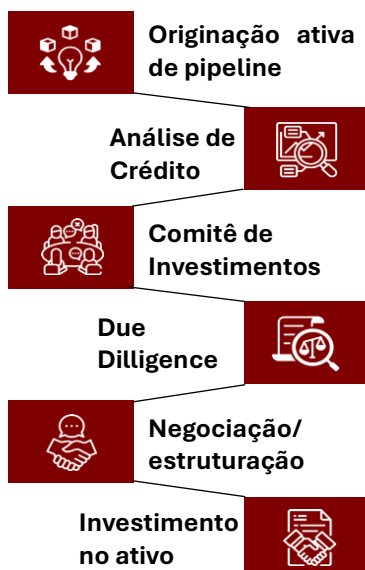 Originação ativa
de pipeline
Análise de
Crédito
Comitê de
Investimentos
Due
Dilligence
Negociação/
estruturação
Investimento
no ativo